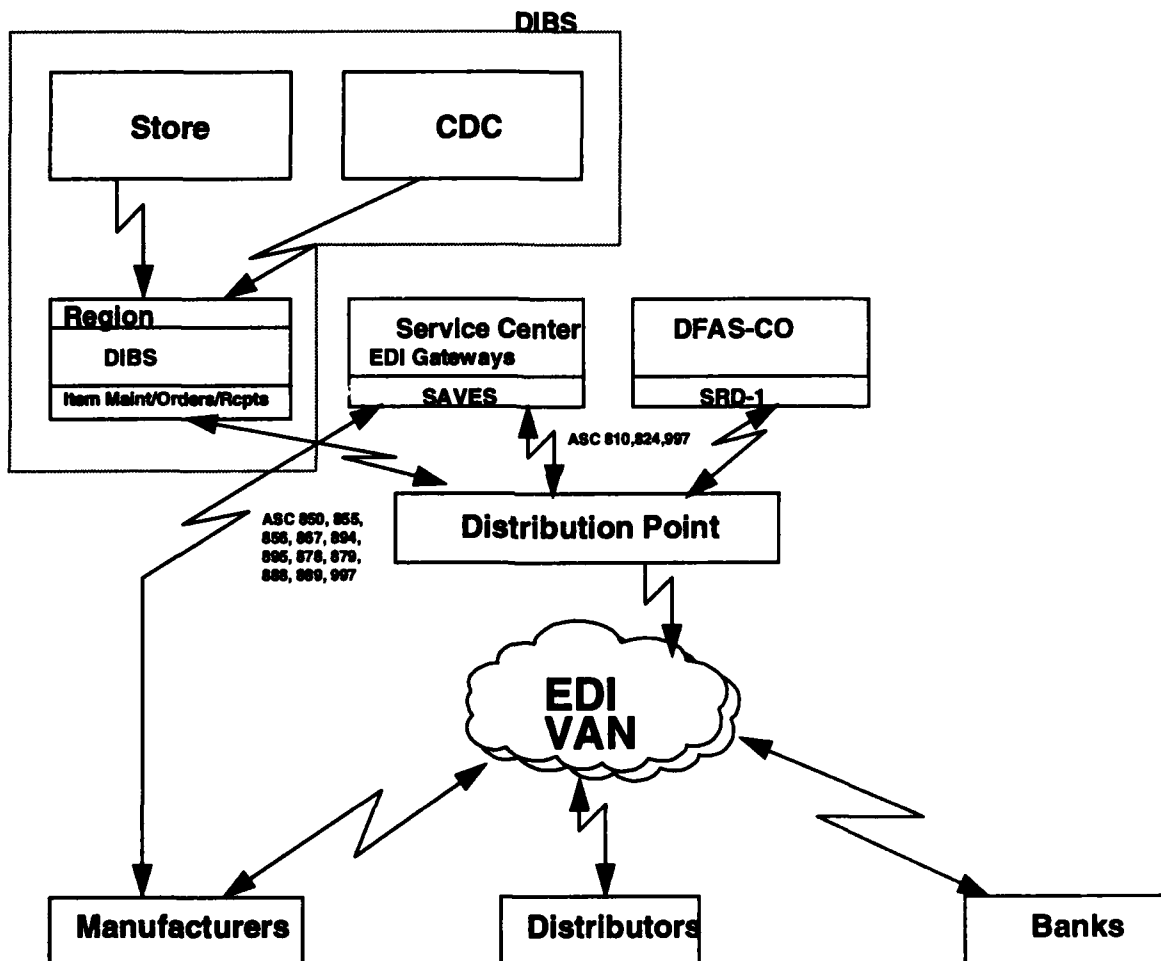 DIBS
Store
CDC
Region
DIBS
Item Maint/Orders/Rcpts
Service Center
EDI Gateways
SAVES
DFAS-CO
SRD-1
ASC 810,824,997
Distribution Point
ASC 850, 855,
856, 867, 894,
895, 878, 879,
888, 889, 997
EDI
VAN
Manufacturers
Distributors
Banks